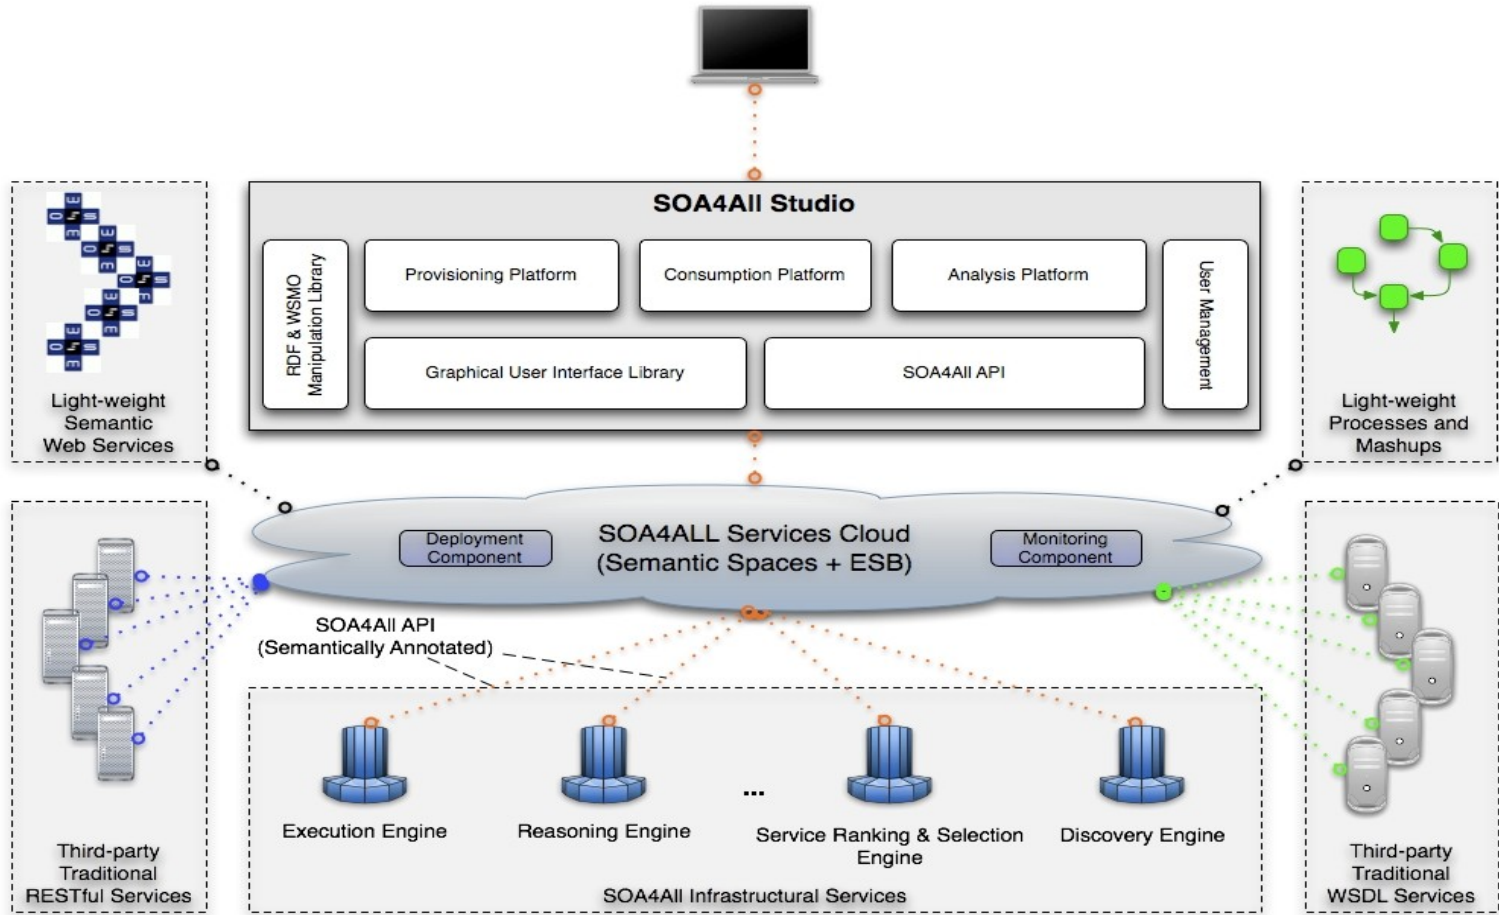 SOA4All Studio
RDF & WSMO
Manipulation Library
Provisioning Platform
Consumption Platform
Analysis Platform
User Management
Graphical User Interface Library
SOA4All API
Light-weight
Semantic
Web Services
Light-weight
Processes and
Mashups
Deployment
Component
SOA4ALL Services Cloud
(Semantic Spaces + ESB)
Monitoring
Component
SOA4All API
(Semantically Annotated)
Execution Engine
Reasoning Engine
...
Service Ranking & Selection
Engine
Discovery Engine
SOA4All Infrastructural Services
Third-party
Traditional
RESTful Services
Third-party
Traditional
WSDL Services